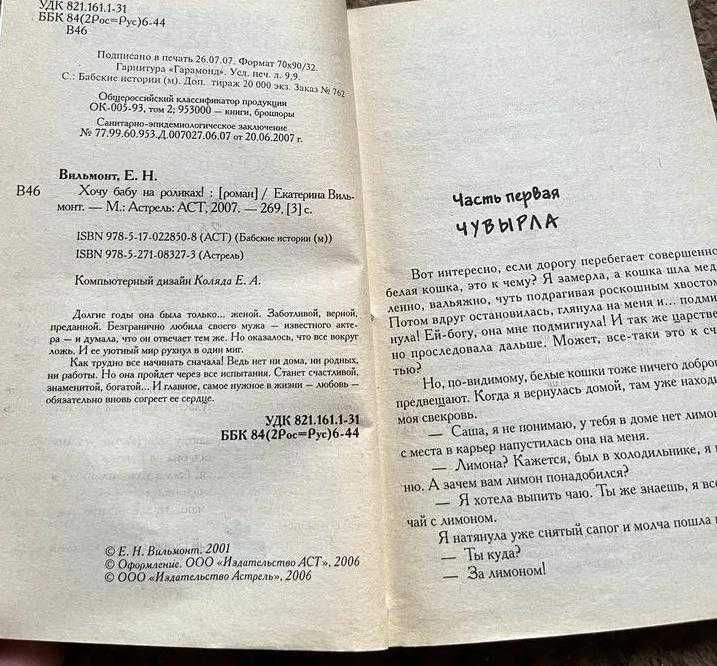 УДК 821.161.1-31
ББК 84(2Рос=Рус)6-44
В46
Подписано в печать 26.07.07. Формат 70х90/32.
Гарнитура «Гарамонд». Усл. печ. л. 9,9.
С.: Бабские истории (м). Доп. тираж 20 000 экз. Заказ № 762
Общероссийский классификатор продукции
ОК-005-93, том 2; 953000 — книги, брошюры
Санитарно-эпидемиологическое заключение
№ 77.99.60.953.Д.007027.06.07 от 20.06.2007 г.
Вильмонт, Е. Н.
В46 Хочу бабу на роликах! : [роман] / Екатерина Виль-
монт. — М.: Астрель: АСТ, 2007. — 269, [3] с.
ISBN 978-5-17-022850-8 (АСТ) (Бабские истории (м))
ISBN 978-5-271-08327-3 (Астрель)
Компьютерный дизайн Коляда Е. А.
Долгие годы она была только... женой. Заботливой, верной,
преданной. Безгранично любила своего мужа — известного акте-
ра — и думала, что он отвечает тем же. Но оказалось, что все вокруг
ложь. И ее уютный мир рухнул в один миг.
Как трудно все начинать сначала! Ведь нет ни дома, ни родных,
ни работы. Но она пройдет через все испытания. Станет счастливой,
знаменитой, богатой... И главное, самое нужное в жизни — любовь —
обязательно вновь согреет ее сердце.
УДК 821.161.1-31
ББК 84(2Рос=Рус)6-44
© Е. Н. Вильмонт, 2001
© Оформление. ООО «Издательство АСТ», 2006
© ООО «Издательство Астрель», 2006
Часть первая
ЧУВЫРЛА
Вот интересно, если дорогу перебегает совершенно
белая кошка, это к чему? Я замерла, а кошка шла мед-
ленно, вальяжно, чуть подрагивая роскошным хвостом.
Потом вдруг остановилась, глянула на меня и... подмиг-
нула! Ей-богу, она мне подмигнула! И так же царствен-
но проследовала дальше. Может, все-таки это к сча-
тью?
Но, по-видимому, белые кошки тоже ничего доброго
предвещают. Когда я вернулась домой, там уже находи
моя свекровь.
— Саша, я не понимаю, у тебя в доме нет лимон
с места в карьер напустилась она на меня.
— Лимона? Кажется, был в холодильнике, я
ню. А зачем вам лимон понадобился?
— Я хотела выпить чаю. Ты же знаешь, я все
чай с лимоном.
Я натянула уже снятый сапог и молча пошла
— Ты куда?
— За лимоном!